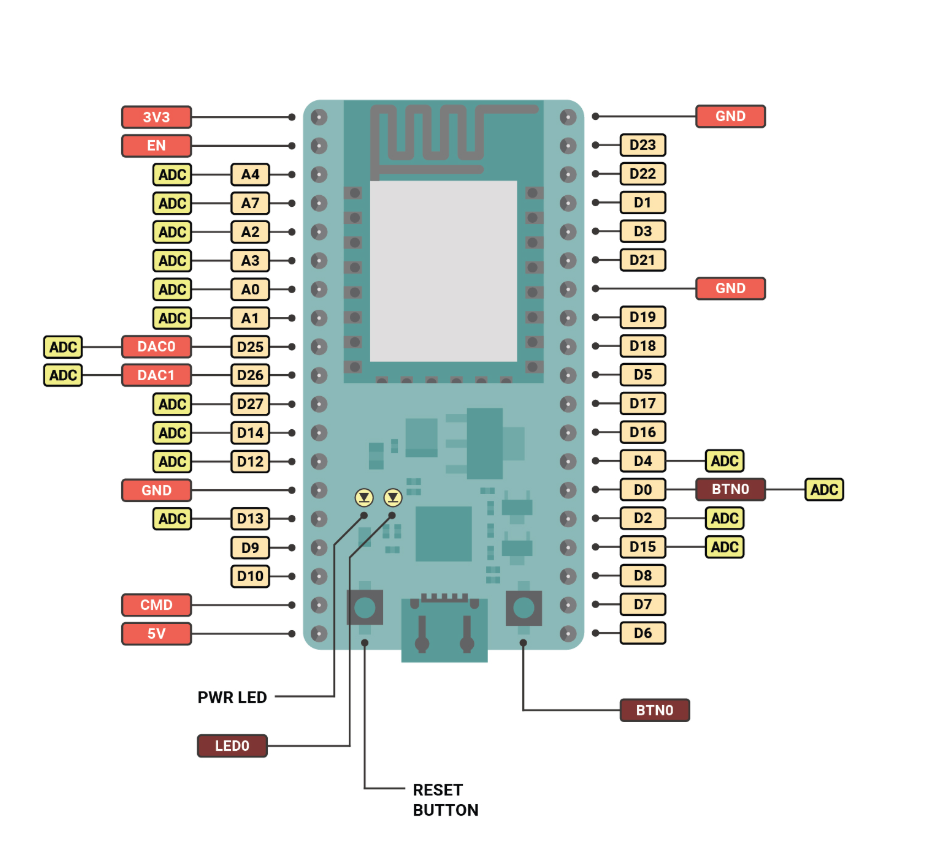 3V3 GND
EN D23
ADC A4 D22
ADC A7 D1
ADC A2 D3
ADC A3 D21
ADC A0 GND
ADC A1 D19
ADC DAC0 D25 D18
ADC DAC1 D26 D5
ADC D27 D17
ADC D14 D16
ADC D12 D4 ADC
GND D0 BTN0 ADC
ADC D13 D2 ADC
D9 D15 ADC
D10 D8
CMD D7
5V D6
PWR LED BTN0
LED0
RESET
BUTTON